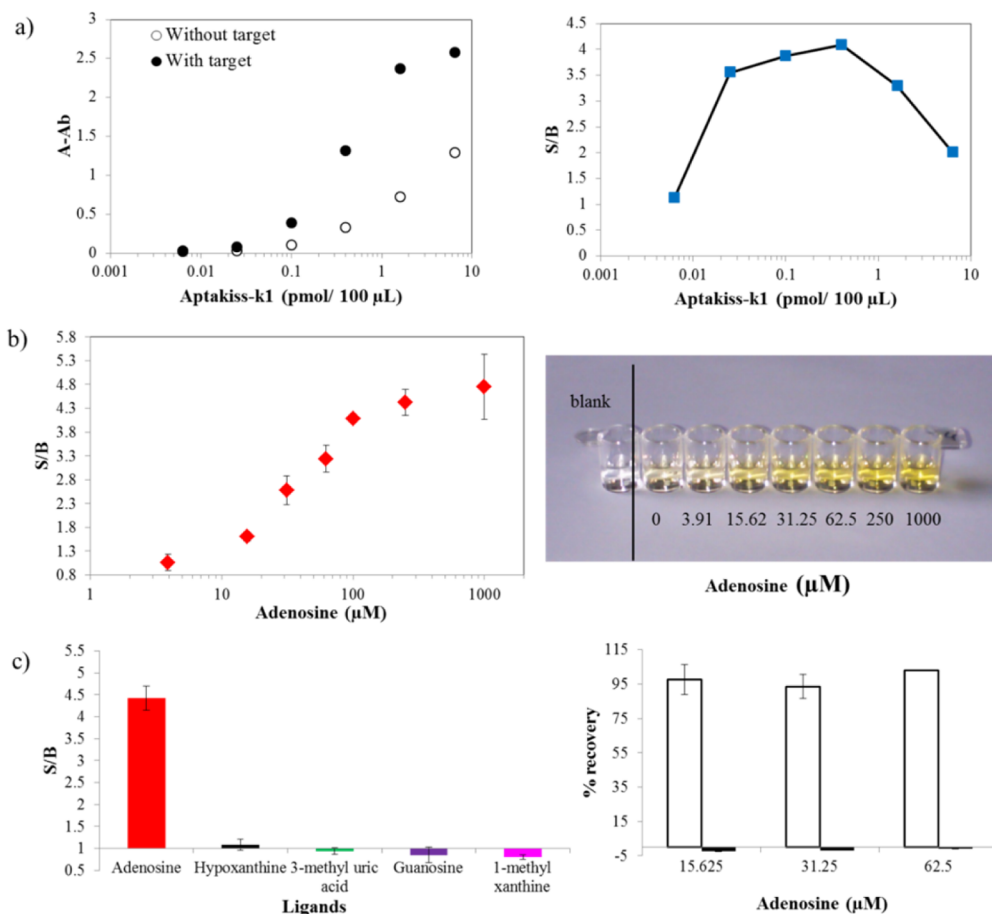 a)
3
2.5
2
1.5
1
0.5
0
A-Ab
Without target
With target
0.001 0.01 0.1 1 10
Aptakiss-k1 (pmol/ 100 µL)
4.5
4
3.5
3
2.5
2
1.5
1
0.5
0
S/B
0.001 0.01 0.1 1 10
Aptakiss-k1 (pmol/ 100 µL)
b)
5.8
5.3
4.8
4.3
3.8
3.3
2.8
2.3
1.8
1.3
0.8
S/B
1 10 100 1000
Adenosine (µM)
blank
0 3.91 15.62 31.25 62.5 250 1000
Adenosine (µM)
c)
5.5
5
4.5
4
3.5
3
2.5
2
1.5
1
0.5
S/B
Adenosine Hypoxanthine 3-methyl uric Guanosine 1-methyl
acid xanthine
Ligands
115
95
75
55
35
15
-5
% recovery
15.625 31.25 62.5
Adenosine (µM)